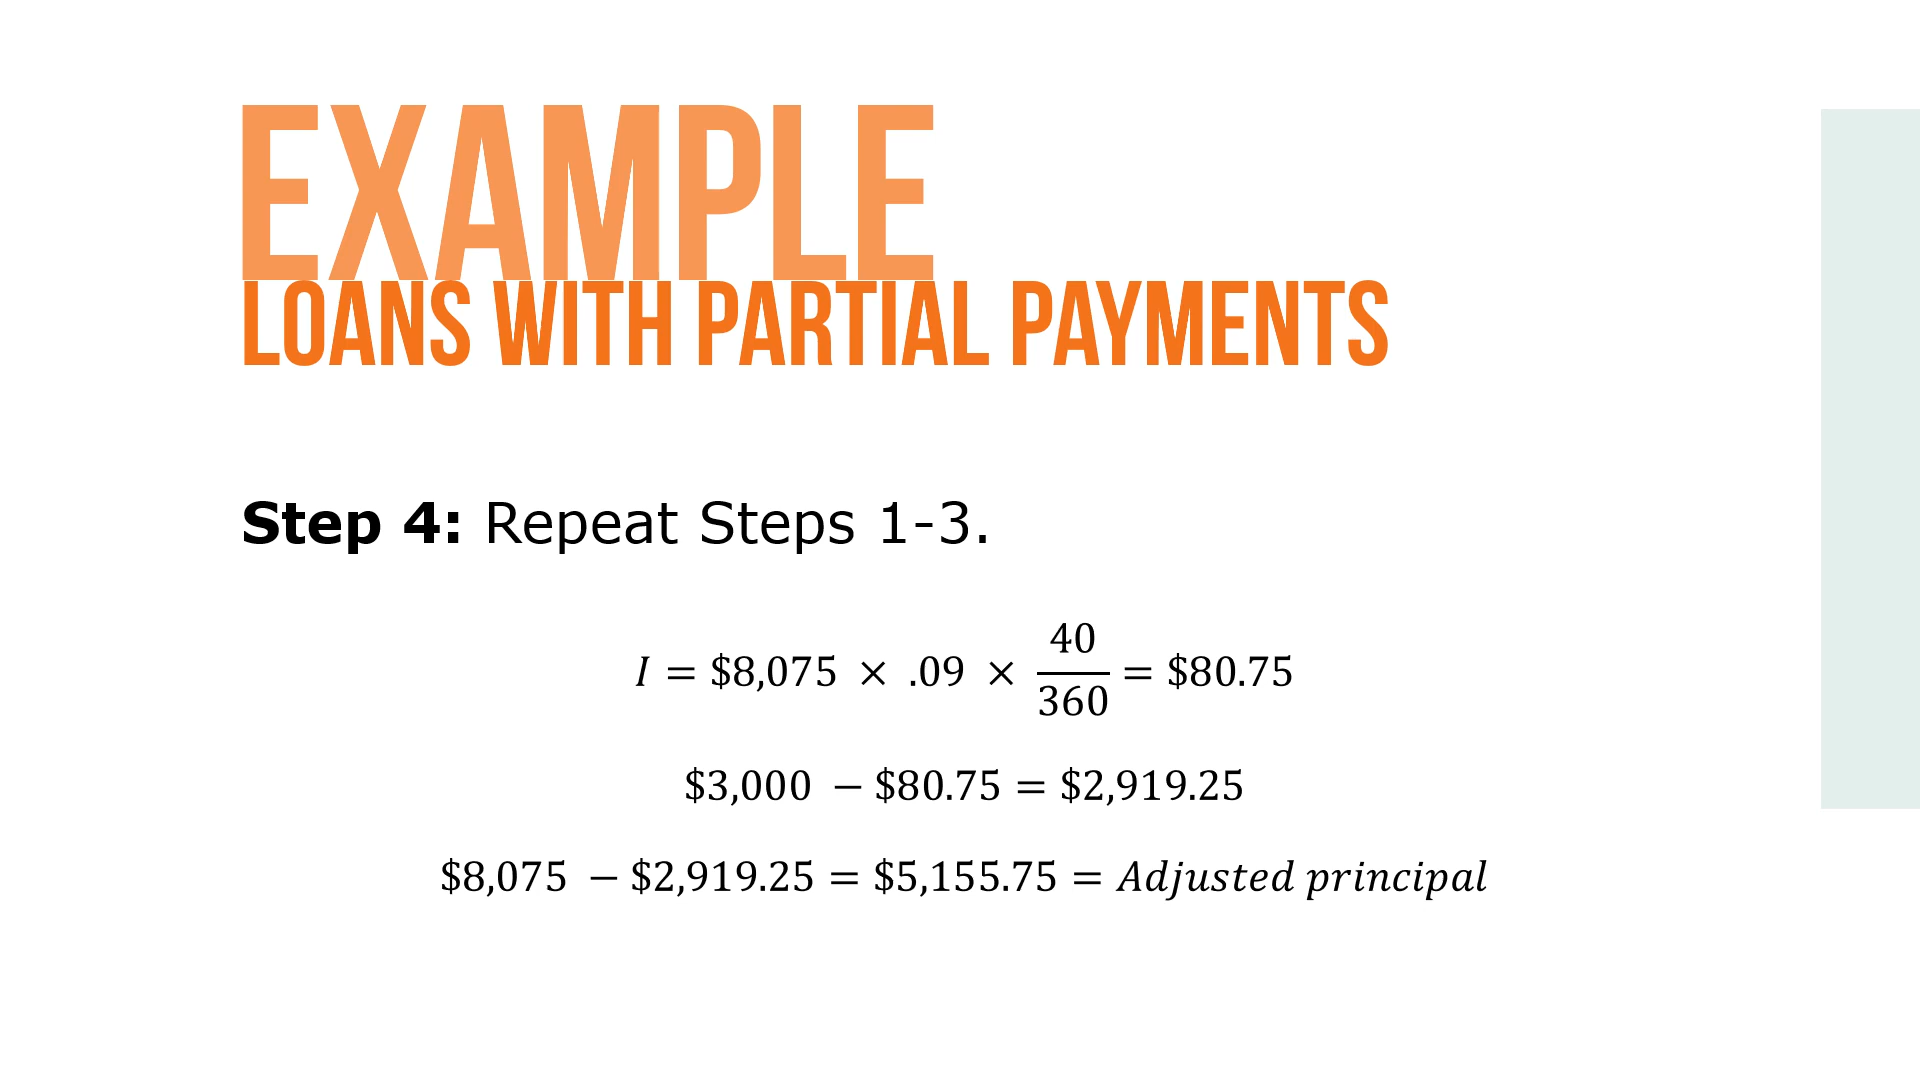 EXAMPLE
LOANS WITH PARTIAL PAYMENTS
Step 4: Repeat Steps 1-3.
I = $8,075 × .09 × 40/360 = $80.75
$3,000 − $80.75 = $2,919.25
$8,075 − $2,919.25 = $5,155.75 = Adjusted principal